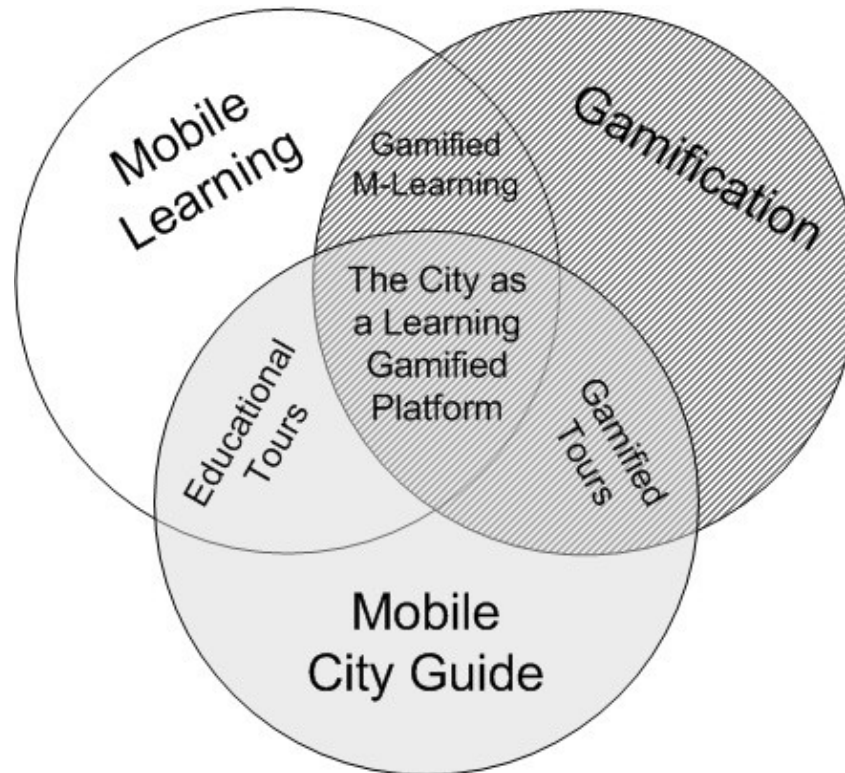 Mobile
Learning
Gamification
Gamified
M-Learning
The City as
a Learning
Gamified
Platform
Educational
Tours
Gamified
Tours
Mobile
City Guide